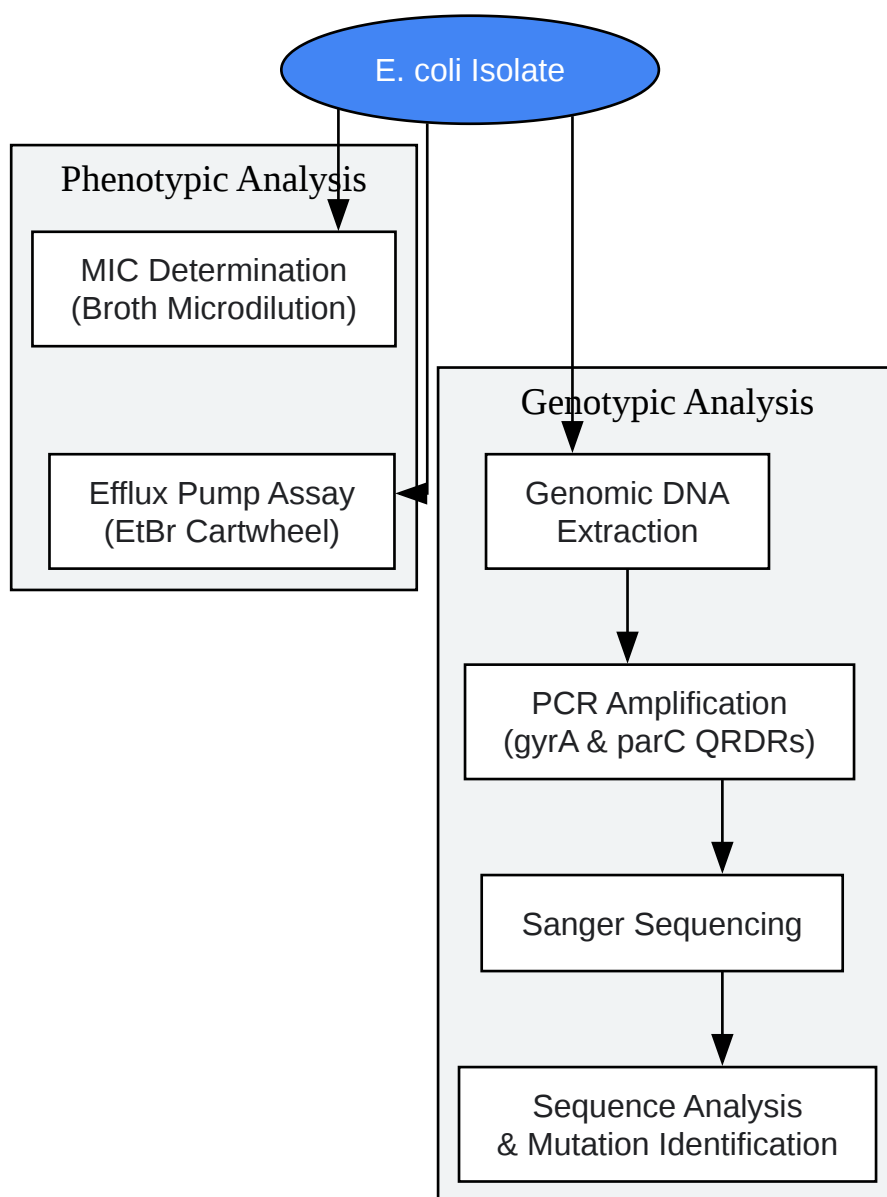 E. coli Isolate
Phenotypic Analysis
MIC Determination
(Broth Microdilution)
Efflux Pump Assay
(EtBr Cartwheel)
Genotypic Analysis
Genomic DNA
Extraction
PCR Amplification
(gyrA & parC QRDRs)
Sanger Sequencing
Sequence Analysis
& Mutation Identification